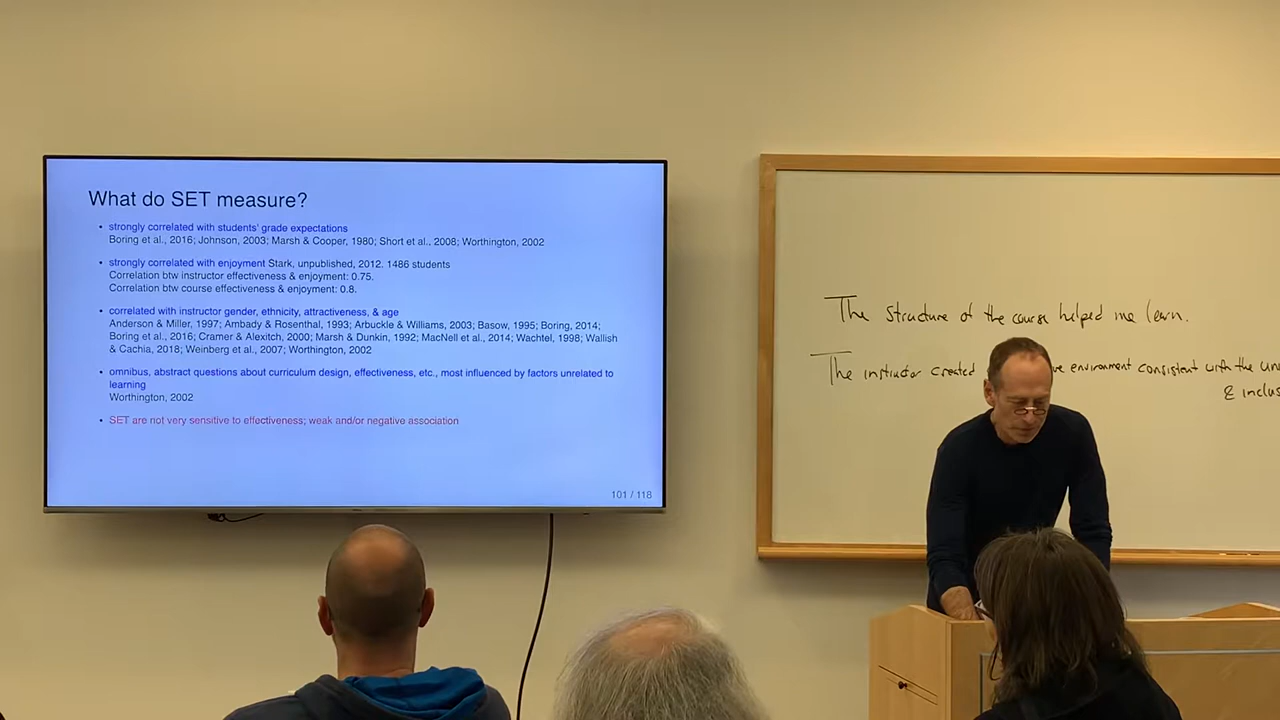 What do SET measure?
• strongly correlated with students' grade expectations
Boring et al., 2016; Johnson, 2003; Marsh & Cooper, 1980; Short et al., 2008; Worthington, 2002
• strongly correlated with enjoyment Stark, unpublished, 2012. 1486 students
Correlation btw instructor effectiveness & enjoyment: 0.75.
Correlation btw course effectiveness & enjoyment: 0.8.
• correlated with instructor gender, ethnicity, attractiveness, & age
Anderson & Miller, 1997; Ambady & Rosenthal, 1993; Arbuckle & Williams, 2003; Basow, 1995; Boring, 2014;
Boring et al., 2016; Cramer & Alexitch, 2000; Marsh & Dunkin, 1992; MacNell et al., 2014; Wachtel, 1998; Wallish
& Cachia, 2018; Weinberg et al., 2007; Worthington, 2002
• omnibus, abstract questions about curriculum design, effectiveness, etc., most influenced by factors unrelated to
learning
Worthington, 2002
• SET are not very sensitive to effectiveness; weak and/or negative association
101 / 118
The structure of the course helped me learn.
The instructor created environment consistent with the
&